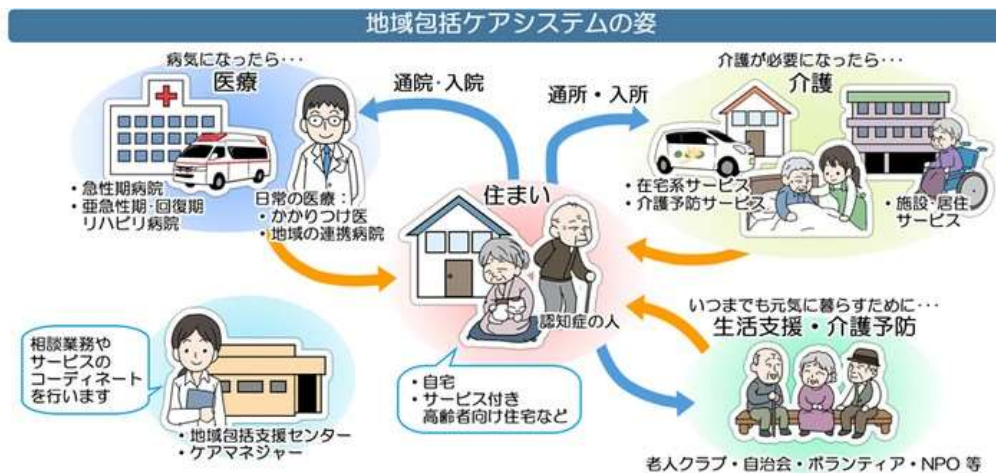 地域包括ケアシステムの姿
病気になったら・・・
医療
・急性期病院
・亜急性期・回復期
リハビリ病院
日常の医療:
・かかりつけ医
・地域の連携病院
通院・入院
通所・入所
介護が必要になったら・・・
介護
・在宅系サービス
・介護予防サービス
・施設・居住
サービス
住まい
認知症の人
・自宅
・サービス付き
高齢者向け住宅など
相談業務や
サービスの
コーディネート
を行います
・地域包括支援センター
・ケアマネジャー
いつまでも元気に暮らすために・・・
生活支援・介護予防
老人クラブ・自治会・ボランティア・NPO 等